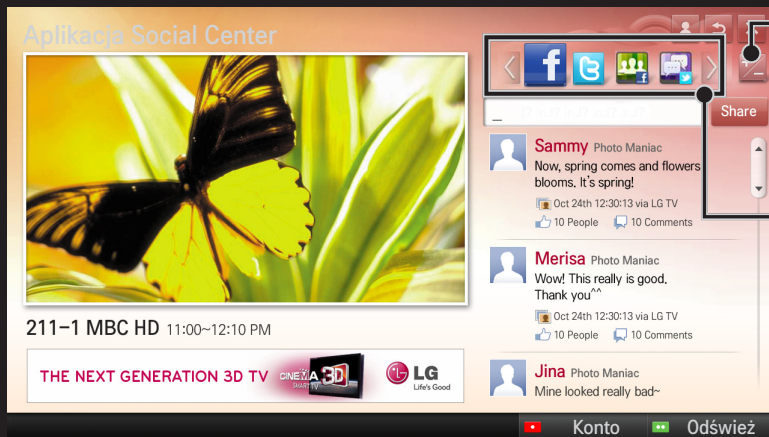 Aplikacja Social Center
Share
Sammy Photo Maniac
Now, spring comes and flowers
blooms. It's spring!
Oct 24th 12:30:13 via LG TV
10 People 10 Comments
Merisa Photo Maniac
Wow! This really is good.
Thank you^^
Oct 24th 12:30:13 via LG TV
10 People 10 Comments
Jina Photo Maniac
Mine looked really bad~
211-1 MBC HD 11:00~12:10 PM
THE NEXT GENERATION 3D TV CINEMA 3D SMART TV LG Life's Good
Konto Odśwież